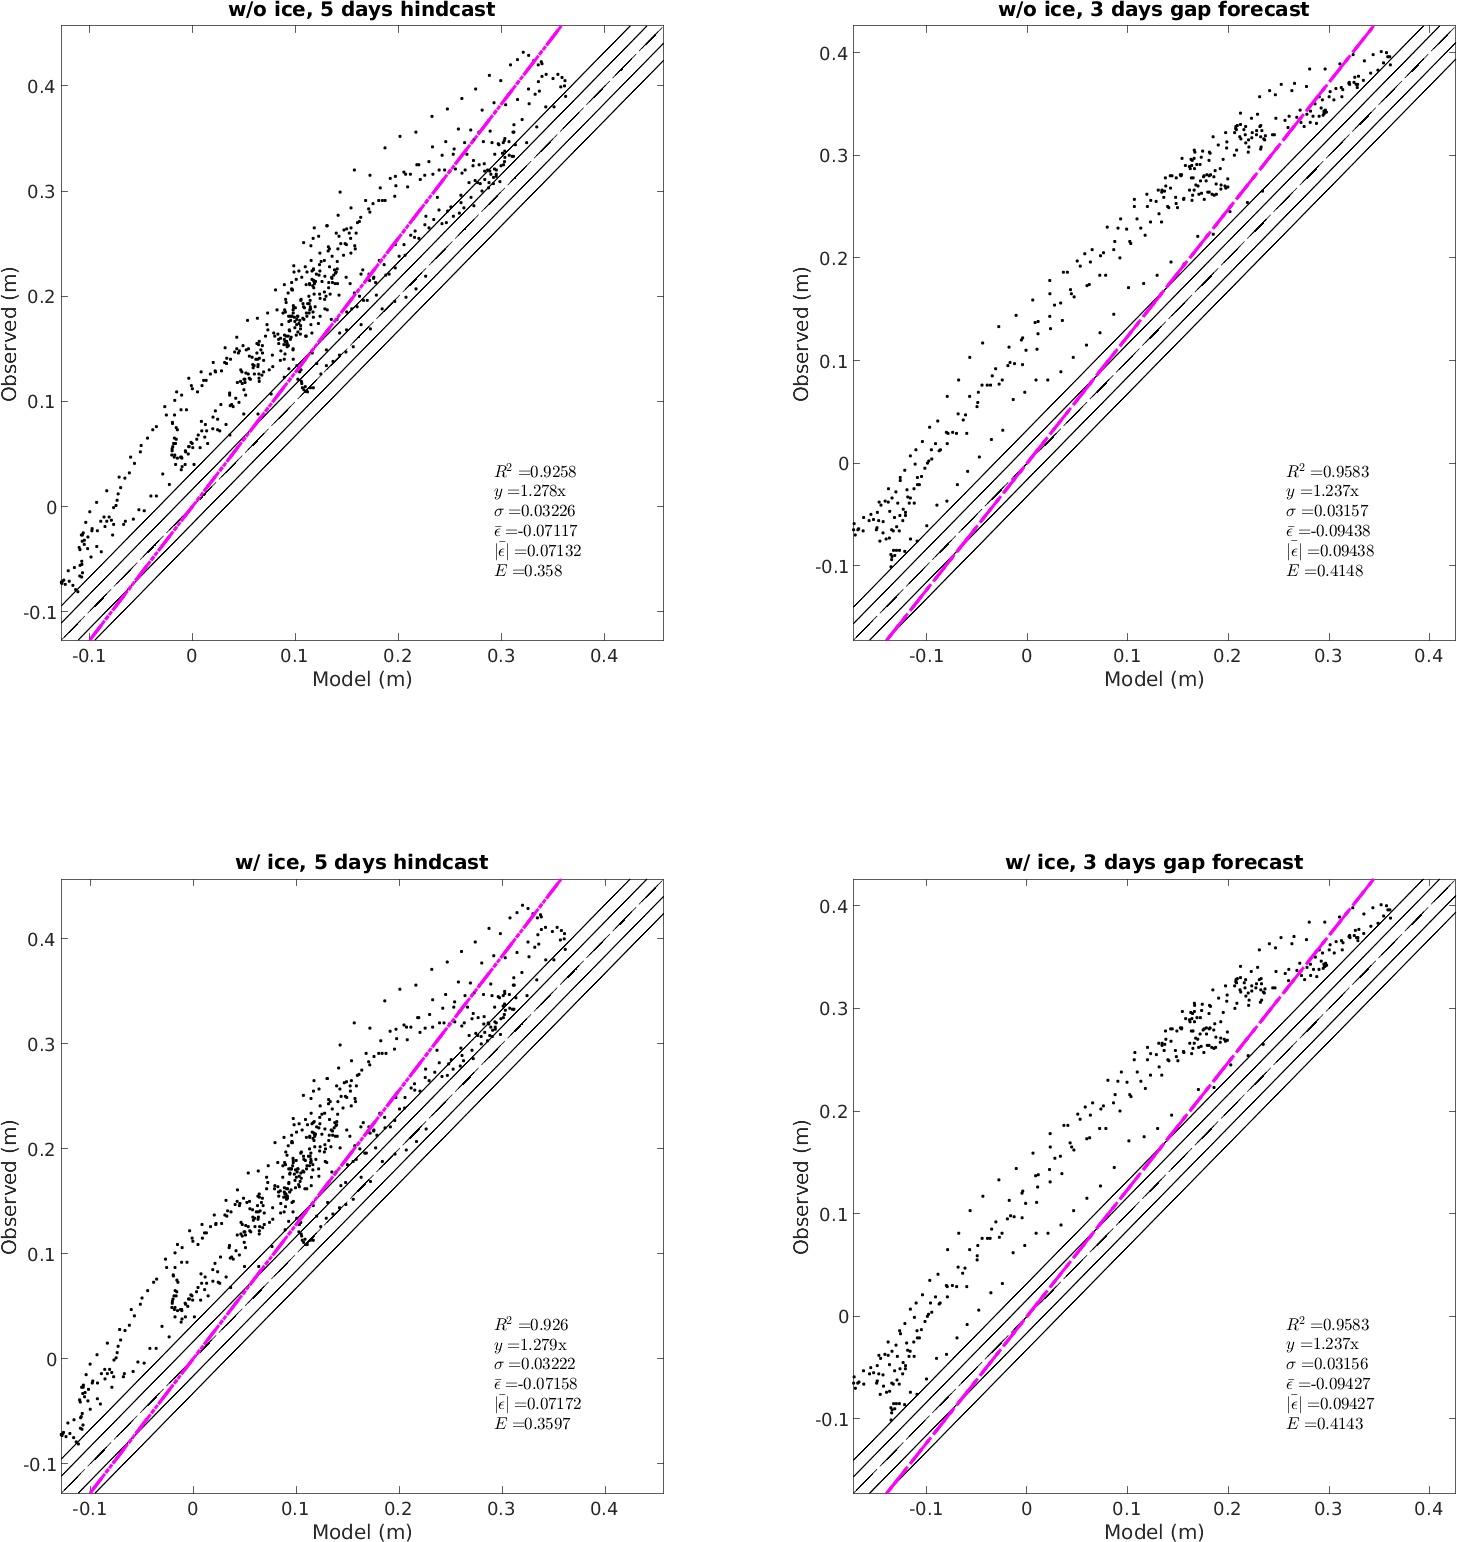 w/o ice, 5 days hindcast
0.4
0.3
0.2
0.1
0
-0.1
Observed (m)
R² =0.9258
y =1.278x
σ =0.03226
ϵ̄ =-0.07117
|ϵ̄| =0.07132
E =0.358
-0.1 0 0.1 0.2 0.3 0.4
Model (m)
w/o ice, 3 days gap forecast
0.4
0.3
0.2
0.1
0
-0.1
Observed (m)
R² =0.9583
y =1.237x
σ =0.03157
ϵ̄ =-0.09438
|ϵ̄| =0.09438
E =0.4148
-0.1 0 0.1 0.2 0.3 0.4
Model (m)
w/ ice, 5 days hindcast
0.4
0.3
0.2
0.1
0
-0.1
Observed (m)
R² =0.926
y =1.279x
σ =0.03222
ϵ̄ =-0.07158
|ϵ̄| =0.07172
E =0.3597
-0.1 0 0.1 0.2 0.3 0.4
Model (m)
w/ ice, 3 days gap forecast
0.4
0.3
0.2
0.1
0
-0.1
Observed (m)
R² =0.9583
y =1.237x
σ =0.03156
ϵ̄ =-0.09427
|ϵ̄| =0.09427
E =0.4143
-0.1 0 0.1 0.2 0.3 0.4
Model (m)